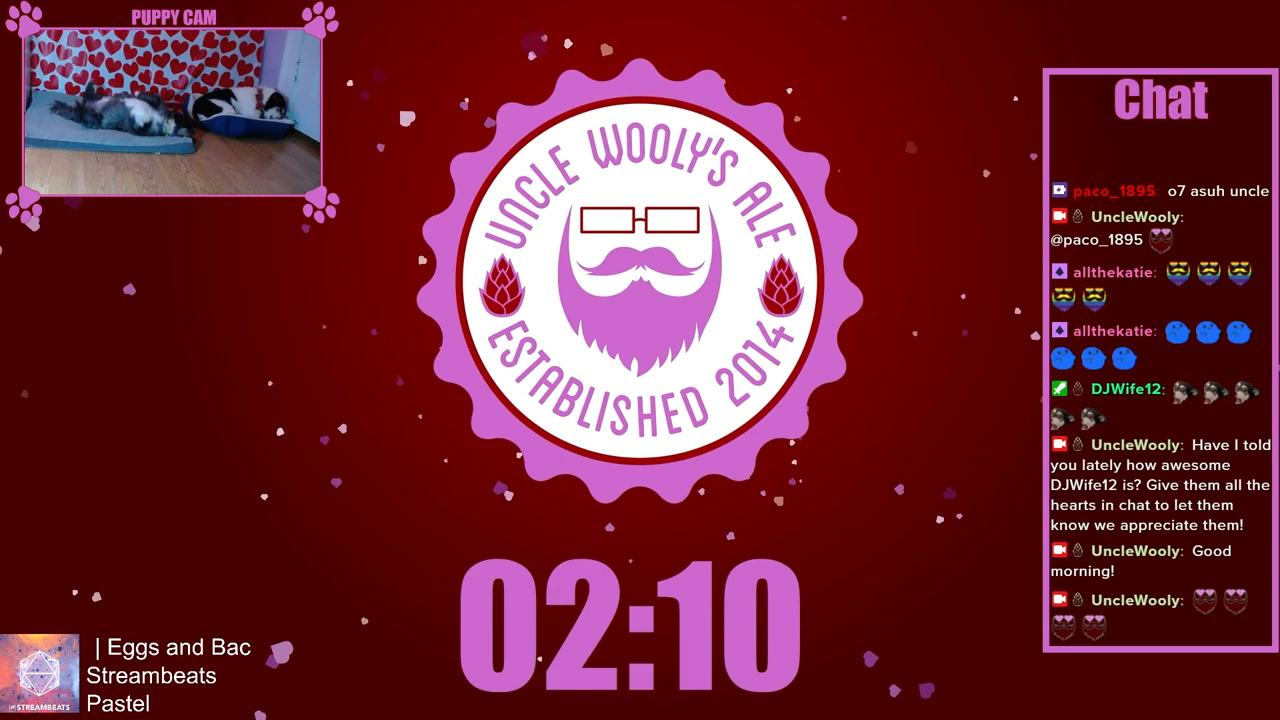 PUPPY CAM
UNCLE WOOLY'S ALE
ESTABLISHED 2014
02:10
| Eggs and Bac
Streambeats
Pastel
STREAMBEATS
Chat
paco_1895: o7 asuh uncle
UncleWooly:
@paco_1895
allthekatie:
allthekatie:
DJWife12:
UncleWooly: Have I told
you lately how awesome
DJWife12 is? Give them all the
hearts in chat to let them
know we appreciate them!
UncleWooly: Good
morning!
UncleWooly: